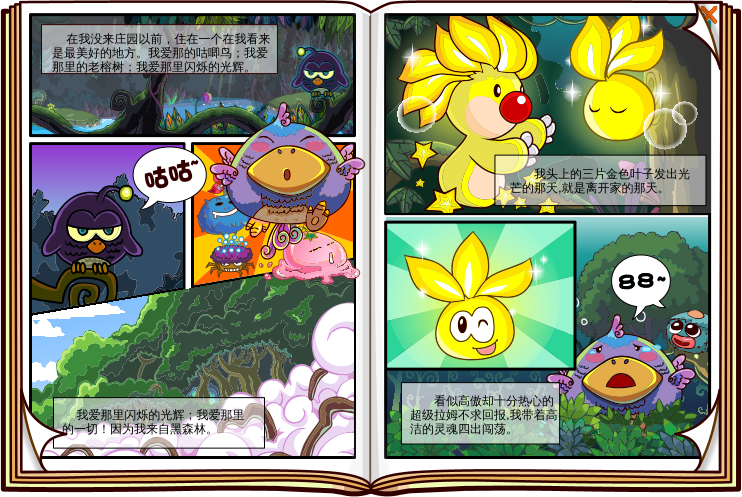 在我没来庄园以前，住在一个在我看来
是最美好的地方。我爱那的咕唧鸟；我爱
那里的老榕树；我爱那里闪烁的光辉。
咕咕~
我爱那里闪烁的光辉；我爱那里
的一切！因为我来自黑森林。
我头上的三片金色叶子发出光
芒的那天,就是离开家的那天。
88~
看似高傲却十分热心的
超级拉姆不求回报,我带着高
洁的灵魂四出闯荡。